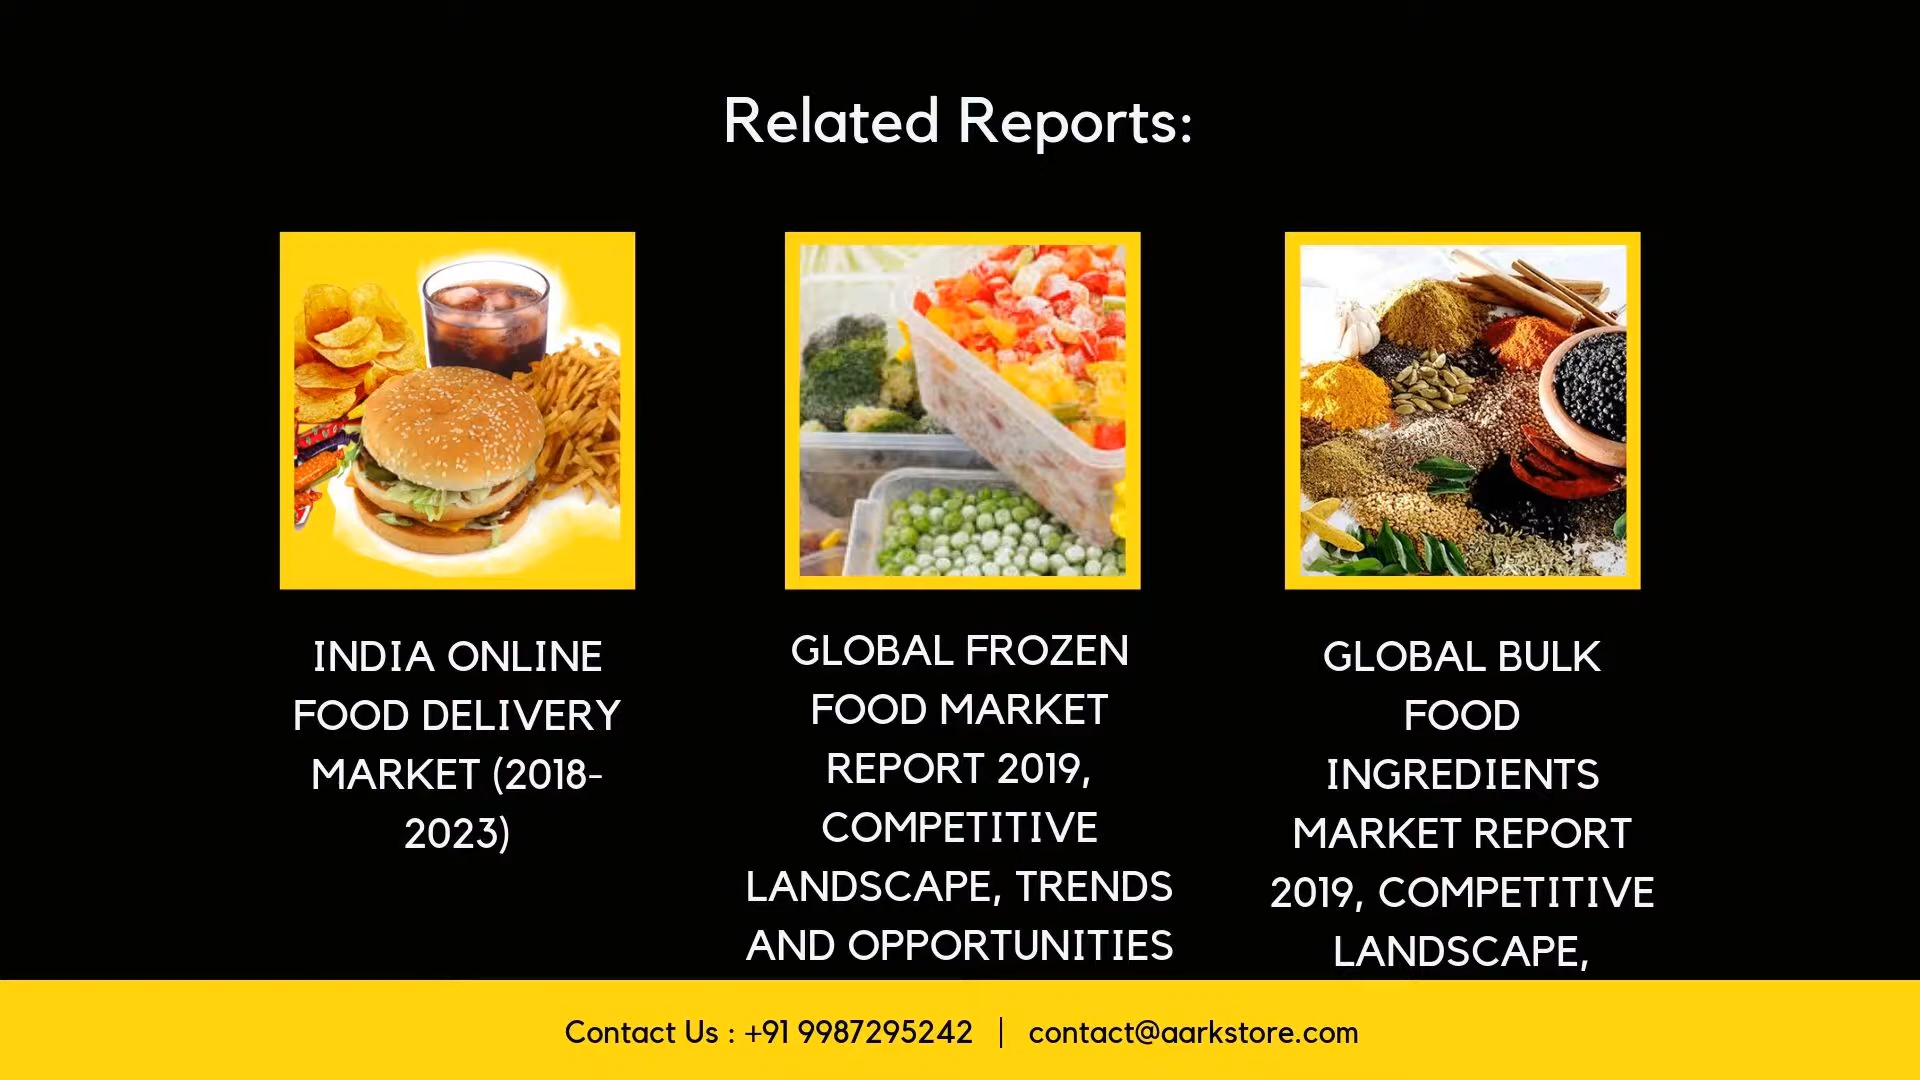 Related Reports:
INDIA ONLINE
FOOD DELIVERY
MARKET (2018-
2023)
GLOBAL FROZEN
FOOD MARKET
REPORT 2019,
COMPETITIVE
LANDSCAPE, TRENDS
AND OPPORTUNITIES
GLOBAL BULK
FOOD
INGREDIENTS
MARKET REPORT
2019, COMPETITIVE
LANDSCAPE,
Contact Us : +91 9987295242 | contact@aarkstore.com